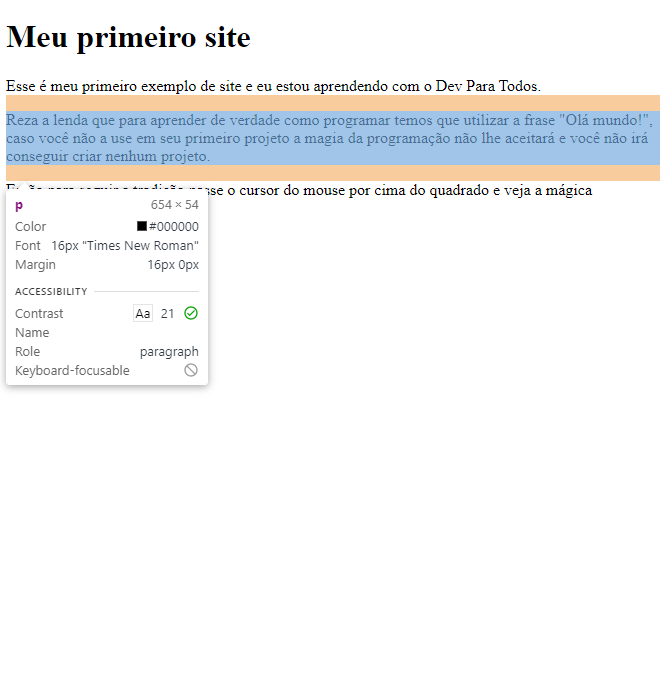 Meu primeiro site
Esse é meu primeiro exemplo de site e eu estou aprendendo com o Dev Para Todos.
Reza a lenda que para aprender de verdade como programar temos que utilizar a frase "Olá mundo!",
caso você não a use em seu primeiro projeto a magia da programação não lhe aceitará e você não irá
conseguir criar nenhum projeto.
o cursor do mouse por cima do quadrado e veja a mágica
p 654 × 54
Color #000000
Font 16px "Times New Roman"
Margin 16px 0px
ACCESSIBILITY
Contrast Aa 21
Name
Role paragraph
Keyboard-focusable